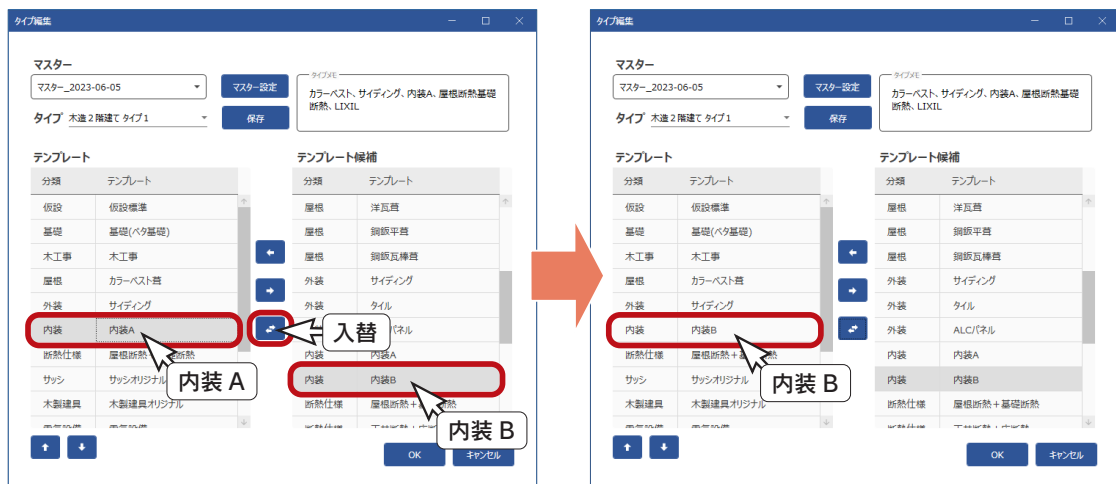 タイプ編集
マスター
マスター_2023-06-05
マスター設定
タイプメモ
カラーベスト、サイディング、内装A、屋根断熱基礎
断熱、LIXIL
タイプ 木造2階建て タイプ1
保存
テンプレート
分類 テンプレート
仮設 仮設標準
基礎 基礎(ベタ基礎)
木工事 木工事
屋根 カラーベスト葺
外装 サイディング
内装 内装A
断熱仕様 屋根断熱+
断熱
サッシ サッシオリジナル
木製建具 木製建具オリジナル
テンプレート候補
分類 テンプレート
屋根 洋瓦葺
屋根 鋼鈑平葺
屋根 鋼鈑瓦棒葺
外装 サイディング
外装 タイル
パネル
内装 内装A
内装 内装B
断熱仕様 屋根断熱+
断熱
入替
内装 A
内装 B
OK
キャンセル
タイプ編集
マスター
マスター_2023-06-05
マスター設定
タイプメモ
カラーベスト、サイディング、内装A、屋根断熱基礎
断熱、LIXIL
タイプ 木造2階建て タイプ1
保存
テンプレート
分類 テンプレート
仮設 仮設標準
基礎 基礎(ベタ基礎)
木工事 木工事
屋根 カラーベスト葺
外装 サイディング
内装 内装B
断熱仕様 屋根断熱+
サッシ サッシオリジナル
木製建具 木製建具オリジナル
テンプレート候補
分類 テンプレート
屋根 洋瓦葺
屋根 鋼鈑平葺
屋根 鋼鈑瓦棒葺
外装 サイディング
外装 タイル
外装 ALCパネル
内装 内装A
内装 内装B
断熱仕様 屋根断熱+基礎断熱
内装 B
OK
キャンセル